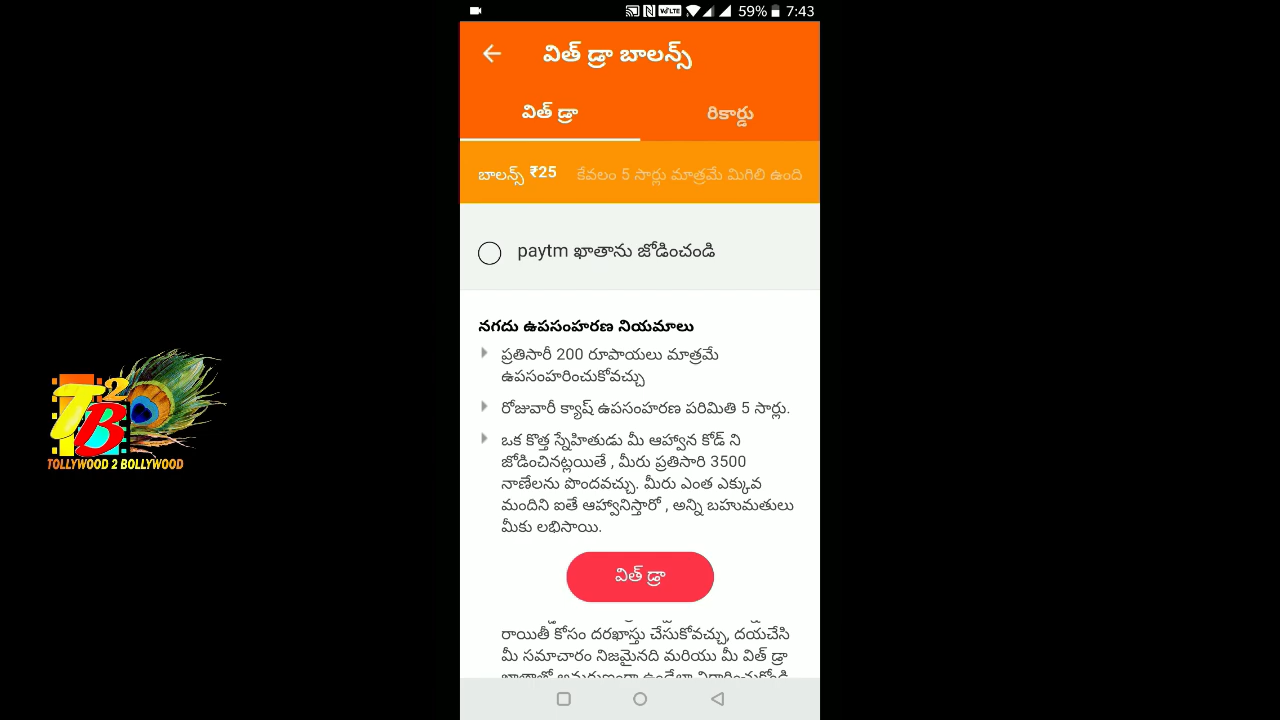 VoLTE 59% 7:43
విత్ డ్రా బాలన్స్
విత్ డ్రా రికార్డు
బాలన్స్ ₹25 కేవలం 5 సార్లు మాత్రమే మిగిలి ఉంది
paytm ఖాతాను జోడించండి
నగదు ఉపసంహరణ నియమాలు
ప్రతిసారీ 200 రూపాయలు మాత్రమే
ఉపసంహరించుకోవచ్చు
రోజువారీ క్యాష్ ఉపసంహరణ పరిమితి 5 సార్లు.
ఒక కొత్త స్నేహితుడు మీ ఆహ్వాన కోడ్ ని
జోడించినట్లయితే , మీరు ప్రతిసారి 3500
నాణేలను పొందవచ్చు. మీరు ఎంత ఎక్కువ
మందిని ఐతే ఆహ్వానిస్తారో , అన్ని బహుమతులు
మీకు లభిసాయి.
విత్ డ్రా
రాయితీ కోసం దరఖాస్తు చేసుకోవచ్చు, దయచేసి
మీ సమాచారం నిజమైనది మరియు మీ విత్ డ్రా
T2B
TOLLYWOOD 2 BOLLYWOOD